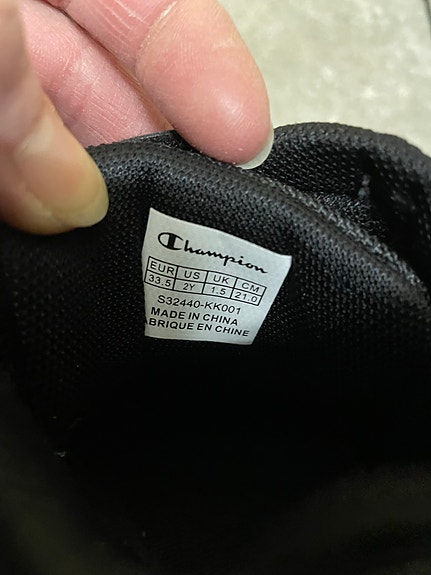 Champion
EUR US UK CM
33.5 2Y 1.5 21.0
S32440-KK001
MADE IN CHINA
ABRIQUE EN CHINE